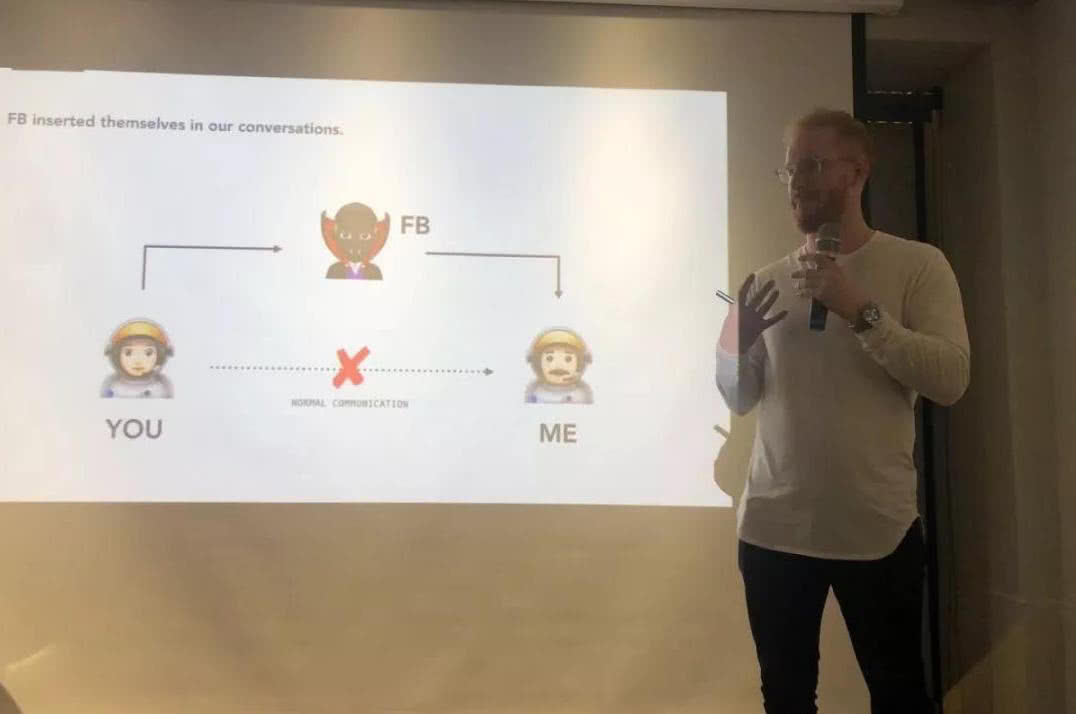 FB inserted themselves in our conversations.
FB
NORMAL COMMUNICATION
YOU
ME